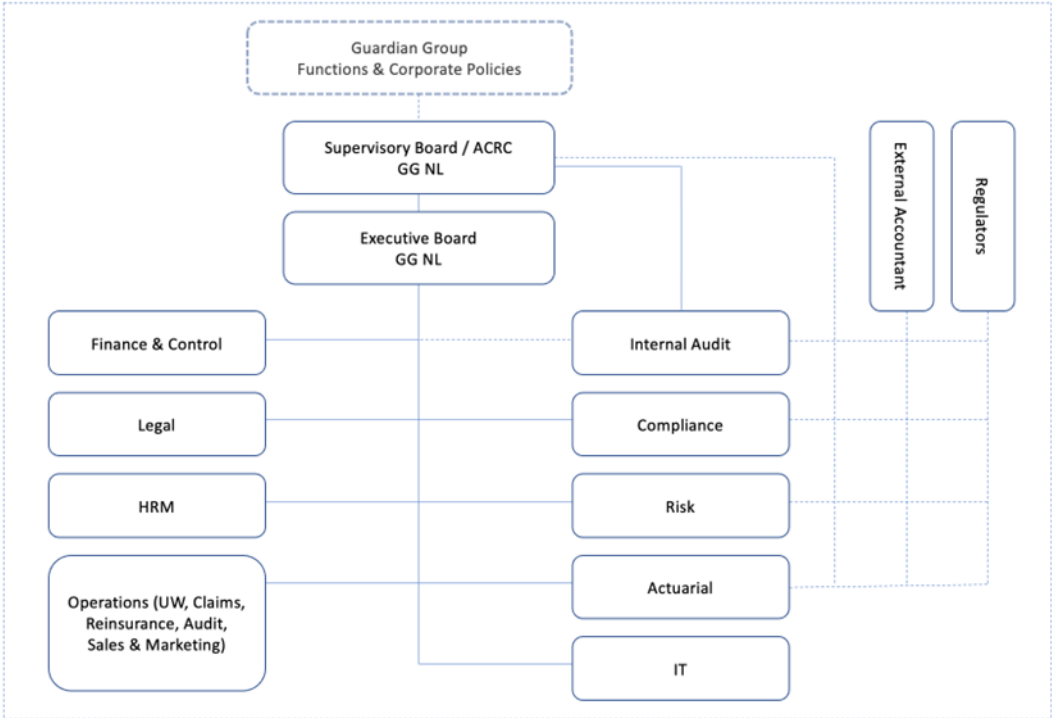 Guardian Group
Functions & Corporate Policies
Supervisory Board / ACRC
GG NL
Executive Board
GG NL
External Accountant
Regulators
Finance & Control
Internal Audit
Legal
Compliance
HRM
Risk
Operations (UW, Claims,
Reinsurance, Audit,
Sales & Marketing)
Actuarial
IT